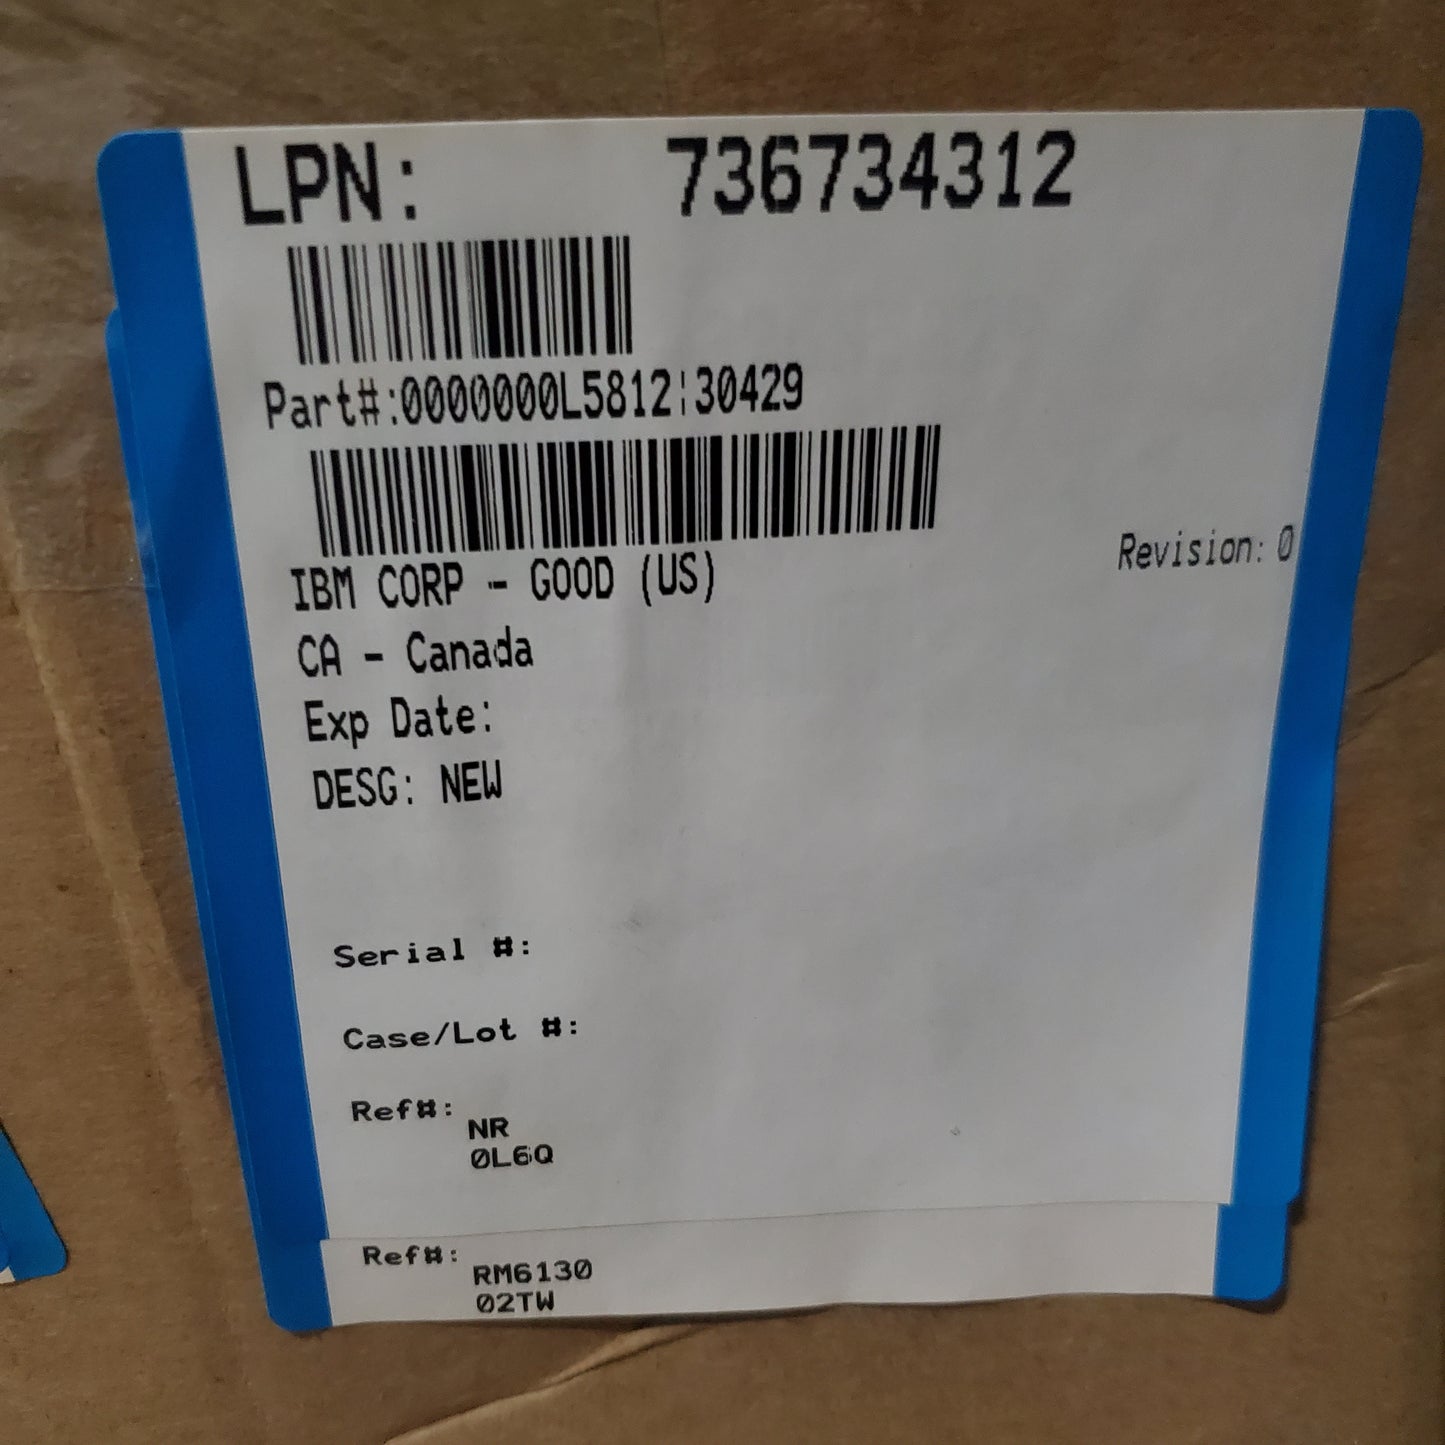 LPN: 736734312
Part#:0000000L5812¦30429
Revision: 0
IBM CORP - GOOD (US)
CA - Canada
Exp Date:
DESG: NEW
Serial #:
Case/Lot #:
Ref#:
NR
0L6Q
Ref#:
RM6130
02TW